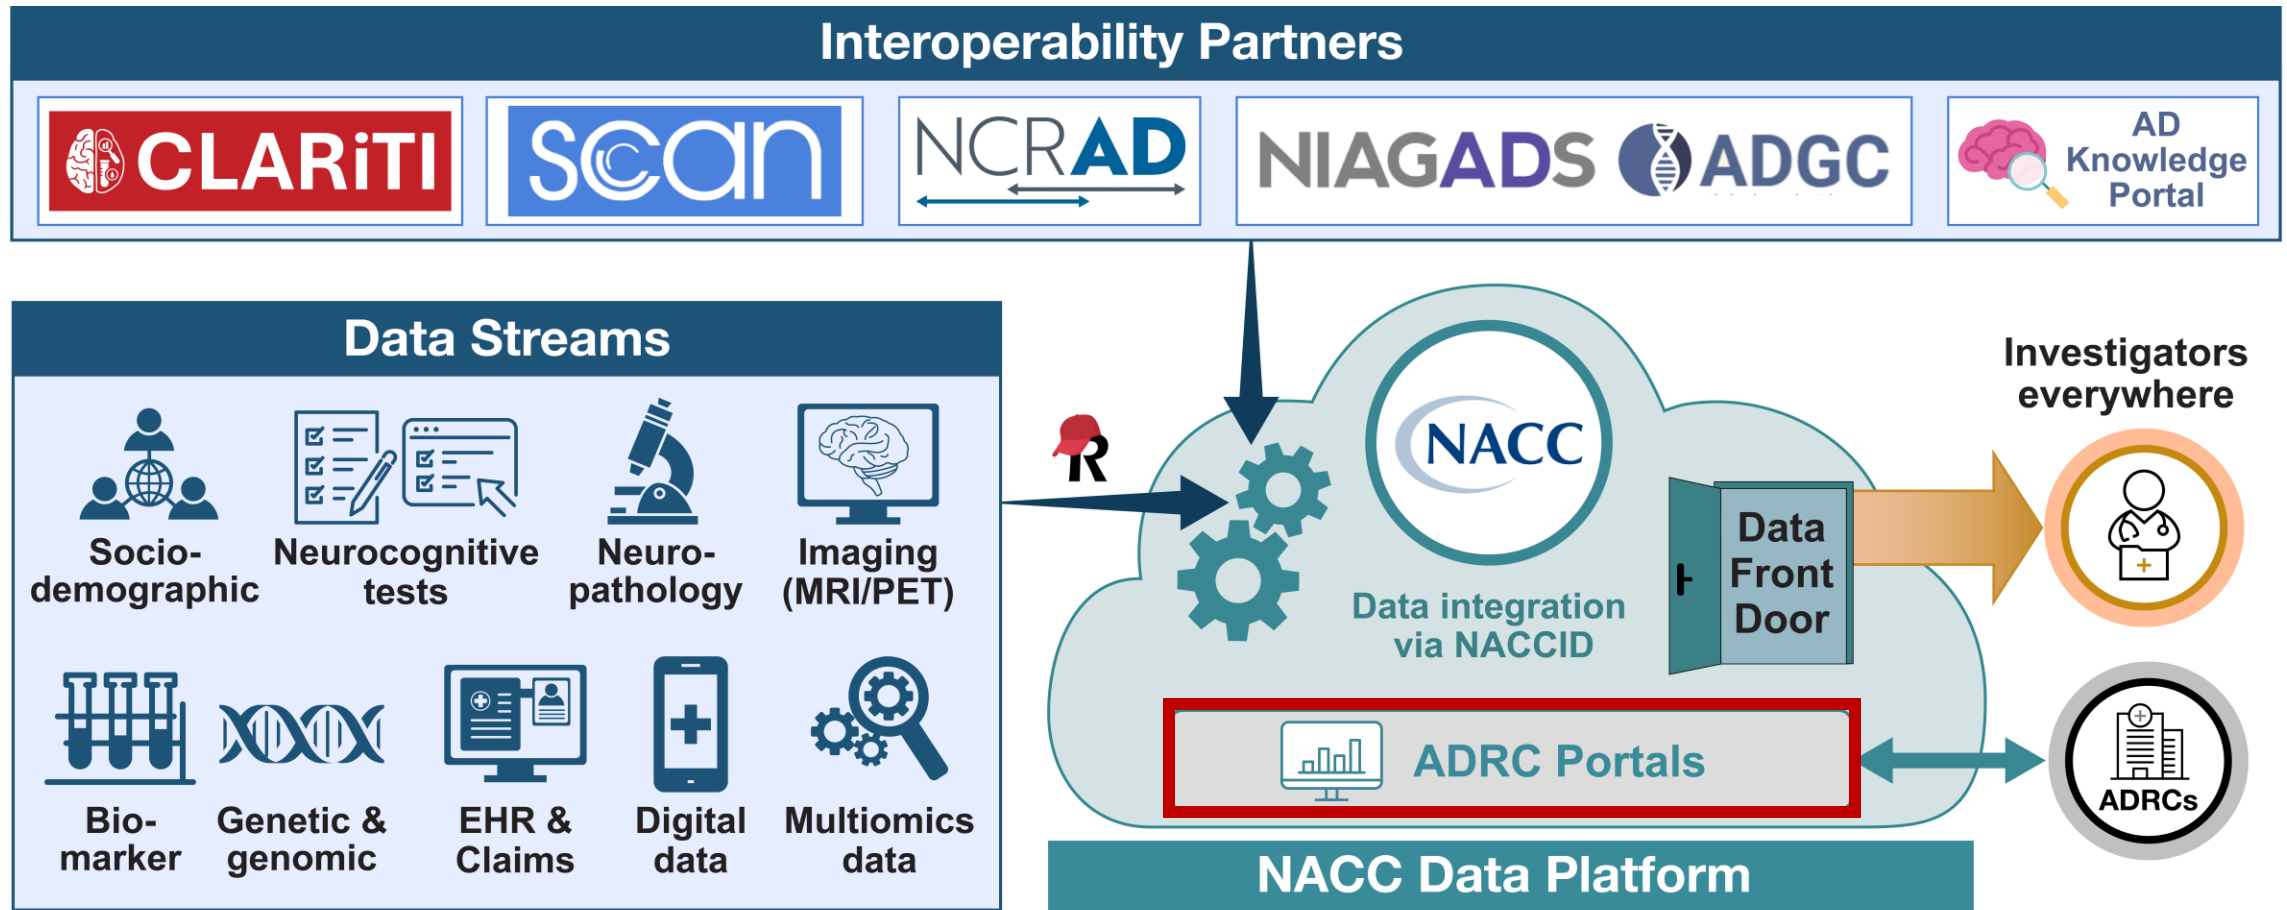 Interoperability Partners
CLARiTI
scan
NCRAD
NIAGADS ADGC
AD
Knowledge
Portal
Data Streams
Socio-
demographic
Neurocognitive
tests
Neuro-
pathology
Imaging
(MRI/PET)
Bio-
marker
Genetic &
genomic
EHR &
Claims
Digital
data
Multiomics
data
R
NACC
Data integration
via NACCID
Data
Front
Door
Investigators
everywhere
ADRC Portals
ADRCs
NACC Data Platform